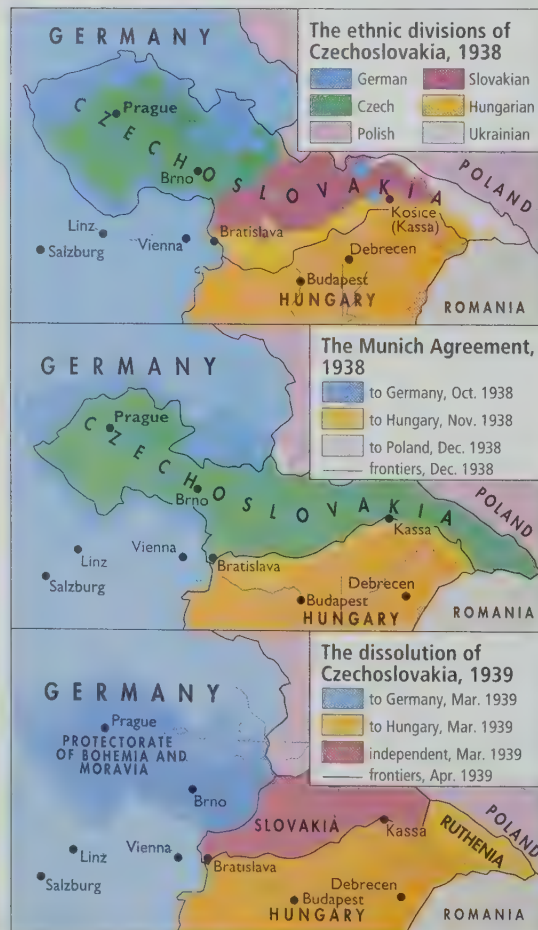 GERMANY
The ethnic divisions of
Czechoslovakia, 1938
German
Slovakian
Czech
Hungarian
Polish
Ukrainian
CZECHOSLOVAKIA
Prague
Brno
POLAND
Košice
(Kassa)
Linz
Vienna
Bratislava
Salzburg
Debrecen
Budapest
HUNGARY
ROMANIA
GERMANY
The Munich Agreement,
1938
to Germany, Oct. 1938
to Hungary, Nov. 1938
to Poland, Dec. 1938
frontiers, Dec. 1938
Prague
CZECHOSLOVAKIA
Brno
POLAND
Kassa
Linz
Vienna
Bratislava
Salzburg
Debrecen
Budapest
HUNGARY
ROMANIA
GERMANY
The dissolution of
Czechoslovakia, 1939
to Germany, Mar. 1939
to Hungary, Mar. 1939
independent, Mar. 1939
frontiers, Apr. 1939
Prague
PROTECTORATE
OF BOHEMIA AND
MORAVIA
Brno
SLOVAKIA
Kassa
RUTHENIA
POLAND
Linz
Vienna
Bratislava
Salzburg
Debrecen
Budapest
HUNGARY
ROMANIA